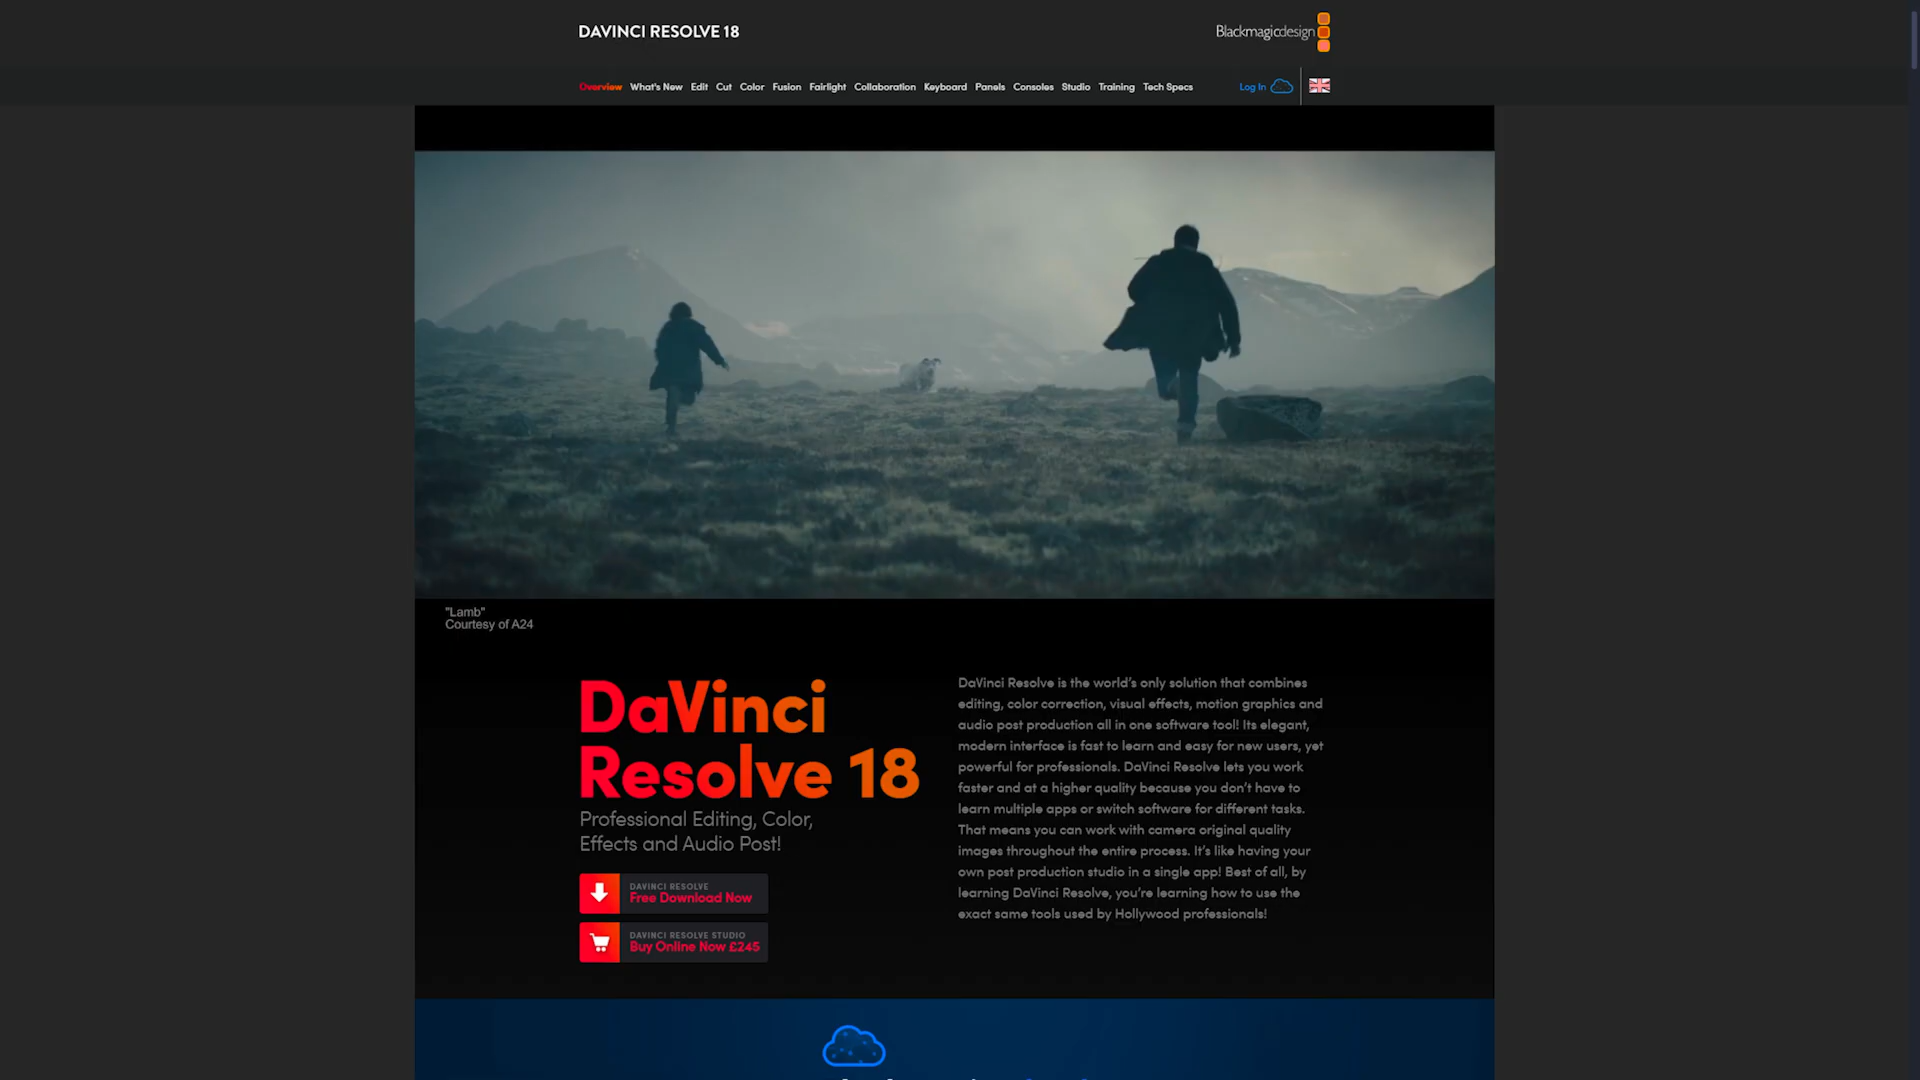 DAVINCI RESOLVE 18
Blackmagicdesign
Overview What's New Edit Cut Color Fusion Fairlight Collaboration Keyboard Panels Consoles Studio Training Tech Specs
Log In
"Lamb"
Courtesy of A24
DaVinci
Resolve 18
Professional Editing, Color,
Effects and Audio Post!
DAVINCI RESOLVE
Free Download Now
DAVINCI RESOLVE STUDIO
Buy Online Now £245
DaVinci Resolve is the world’s only solution that combines
editing, color correction, visual effects, motion graphics and
audio post production all in one software tool! Its elegant,
modern interface is fast to learn and easy for new users, yet
powerful for professionals. DaVinci Resolve lets you work
faster and at a higher quality because you don’t have to
learn multiple apps or switch software for different tasks.
That means you can work with camera original quality
images throughout the entire process. It’s like having your
own post production studio in a single app! Best of all, by
learning DaVinci Resolve, you’re learning how to use the
exact same tools used by Hollywood professionals!